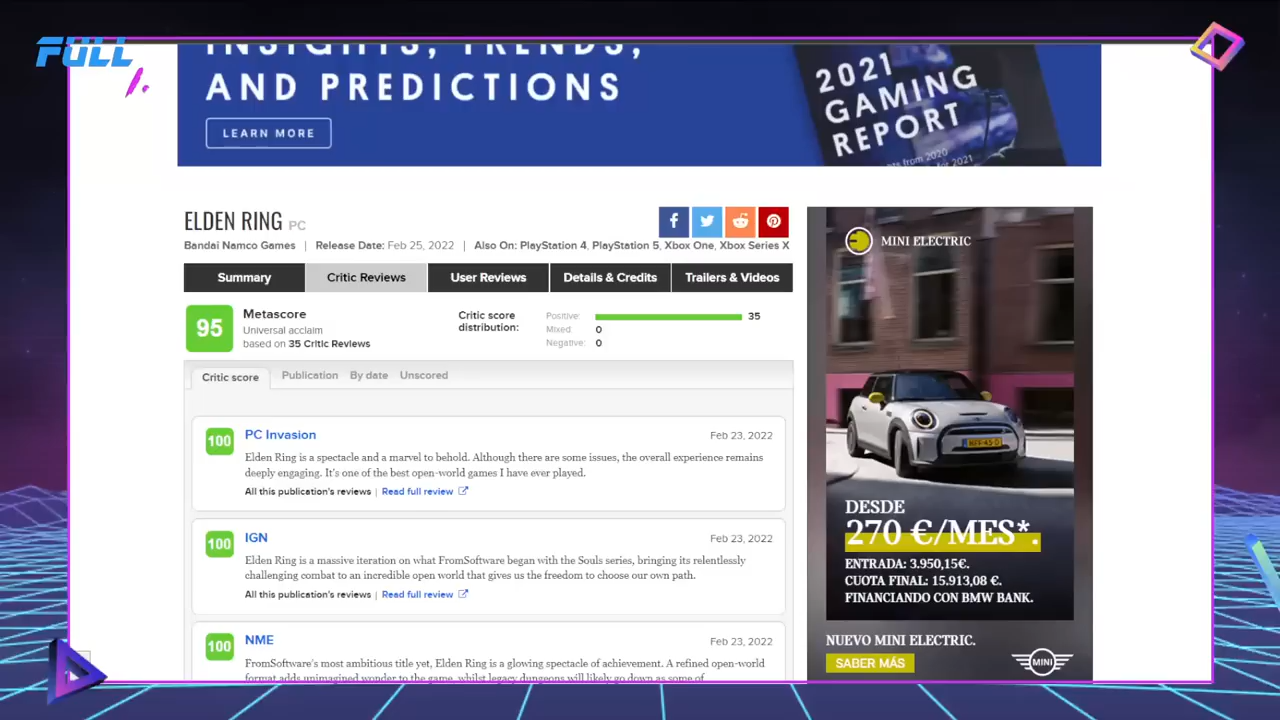 FULL
INSIGHTS, TRENDS,
AND PREDICTIONS
LEARN MORE
2021
GAMING
REPORT
from 2020
for 2021
ELDEN RING PC
Bandai Namco Games | Release Date: Feb 25, 2022 | Also On: PlayStation 4, PlayStation 5, Xbox One, Xbox Series X
Summary
Critic Reviews
User Reviews
Details & Credits
Trailers & Videos
95
Metascore
Universal acclaim
based on 35 Critic Reviews
Critic score
distribution:
Positive: 35
Mixed: 0
Negative: 0
Critic score
Publication
By date
Unscored
100
PC Invasion
Feb 23, 2022
Elden Ring is a spectacle and a marvel to behold. Although there are some issues, the overall experience remains
deeply engaging. It's one of the best open-world games I have ever played.
All this publication's reviews | Read full review
100
IGN
Feb 23, 2022
Elden Ring is a massive iteration on what FromSoftware began with the Souls series, bringing its relentlessly
challenging combat to an incredible open world that gives us the freedom to choose our own path.
All this publication's reviews | Read full review
100
NME
Feb 23, 2022
FromSoftware's most ambitious title yet, Elden Ring is a glowing spectacle of achievement. A refined open-world
format adds unimagined wonder to the game, whilst legacy dungeons will likely go down as some of
MINI ELECTRIC
DESDE
270 €/MES*.
ENTRADA: 3.950,15€.
CUOTA FINAL: 15.913,08 €.
FINANCIANDO CON BMW BANK.
NUEVO MINI ELECTRIC.
SABER MÁS
MINI